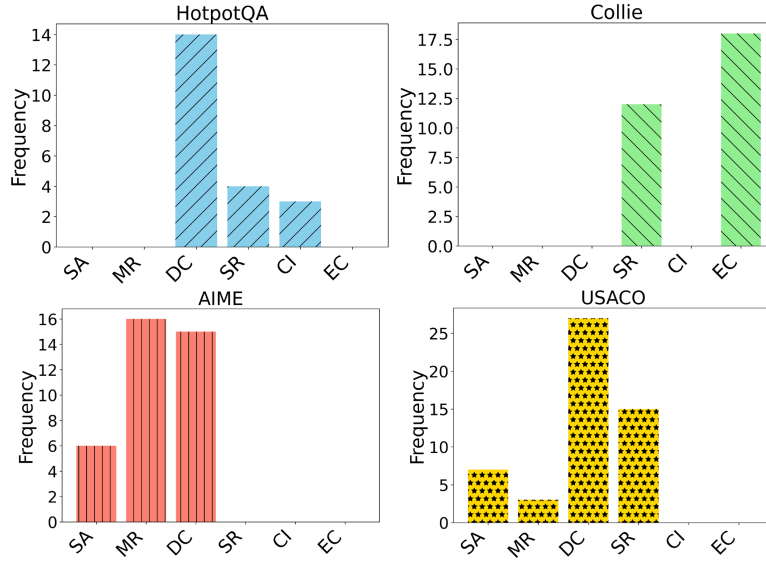 HotpotQA
Frequency
14
12
10
8
6
4
2
0
SA MR DC SR CI EC
Collie
Frequency
17.5
15.0
12.5
10.0
7.5
5.0
2.5
0.0
SA MR DC SR CI EC
AIME
Frequency
16
14
12
10
8
6
4
2
0
SA MR DC SR CI EC
USACO
Frequency
25
20
15
10
5
0
SA MR DC SR CI EC